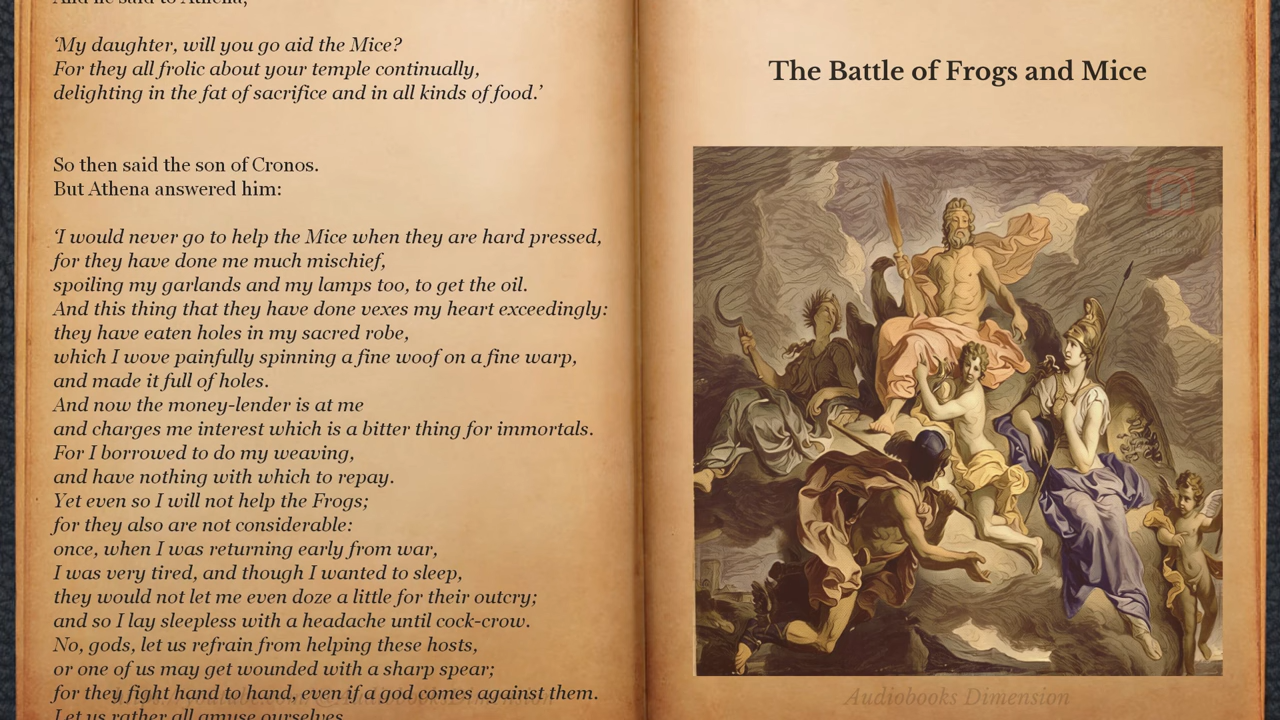 And he said to Athena,
‘My daughter, will you go aid the Mice?
For they all frolic about your temple continually,
delighting in the fat of sacrifice and in all kinds of food.’
So then said the son of Cronos.
But Athena answered him:
‘I would never go to help the Mice when they are hard pressed,
for they have done me much mischief,
spoiling my garlands and my lamps too, to get the oil.
And this thing that they have done vexes my heart exceedingly:
they have eaten holes in my sacred robe,
which I wove painfully spinning a fine woof on a fine warp,
and made it full of holes.
And now the money-lender is at me
and charges me interest which is a bitter thing for immortals.
For I borrowed to do my weaving,
and have nothing with which to repay.
Yet even so I will not help the Frogs;
for they also are not considerable:
once, when I was returning early from war,
I was very tired, and though I wanted to sleep,
they would not let me even doze a little for their outcry;
and so I lay sleepless with a headache until cock-crow.
No, gods, let us refrain from helping these hosts,
or one of us may get wounded with a sharp spear;
for they fight hand to hand, even if a god comes against them.
Let us rather all amuse ourselves
The Battle of Frogs and Mice
Audiobooks Dimension